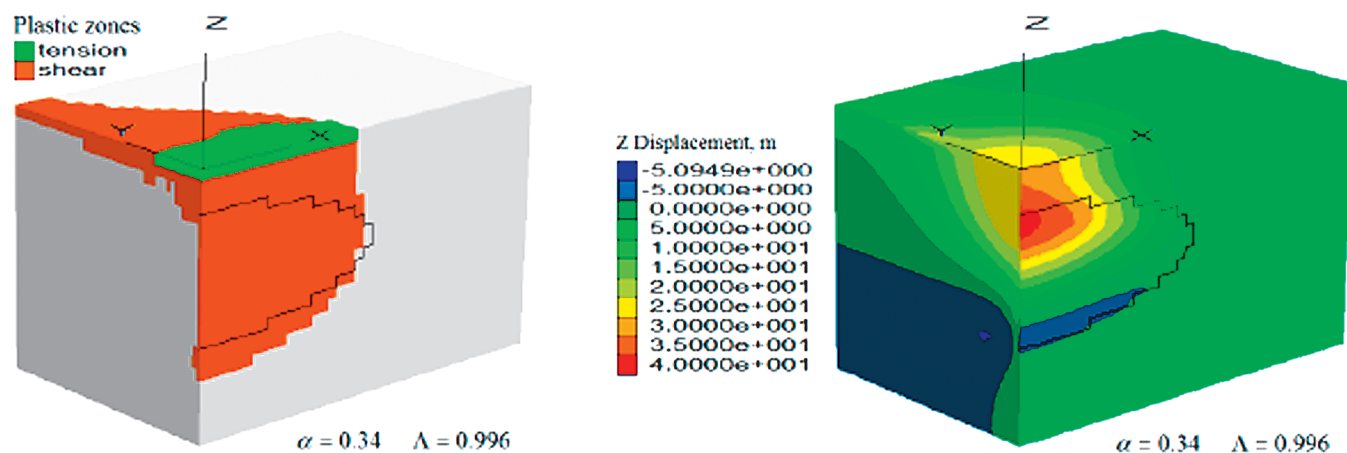 Plastic zones
tension
shear
Z
Y
X
α = 0.34 Λ = 0.996
Z
Y
X
Z Displacement, m
-5.0949e+000
-5.0000e+000
0.0000e+000
5.0000e+000
1.0000e+001
1.5000e+001
2.0000e+001
2.5000e+001
3.0000e+001
3.5000e+001
4.0000e+001
α = 0.34 Λ = 0.996